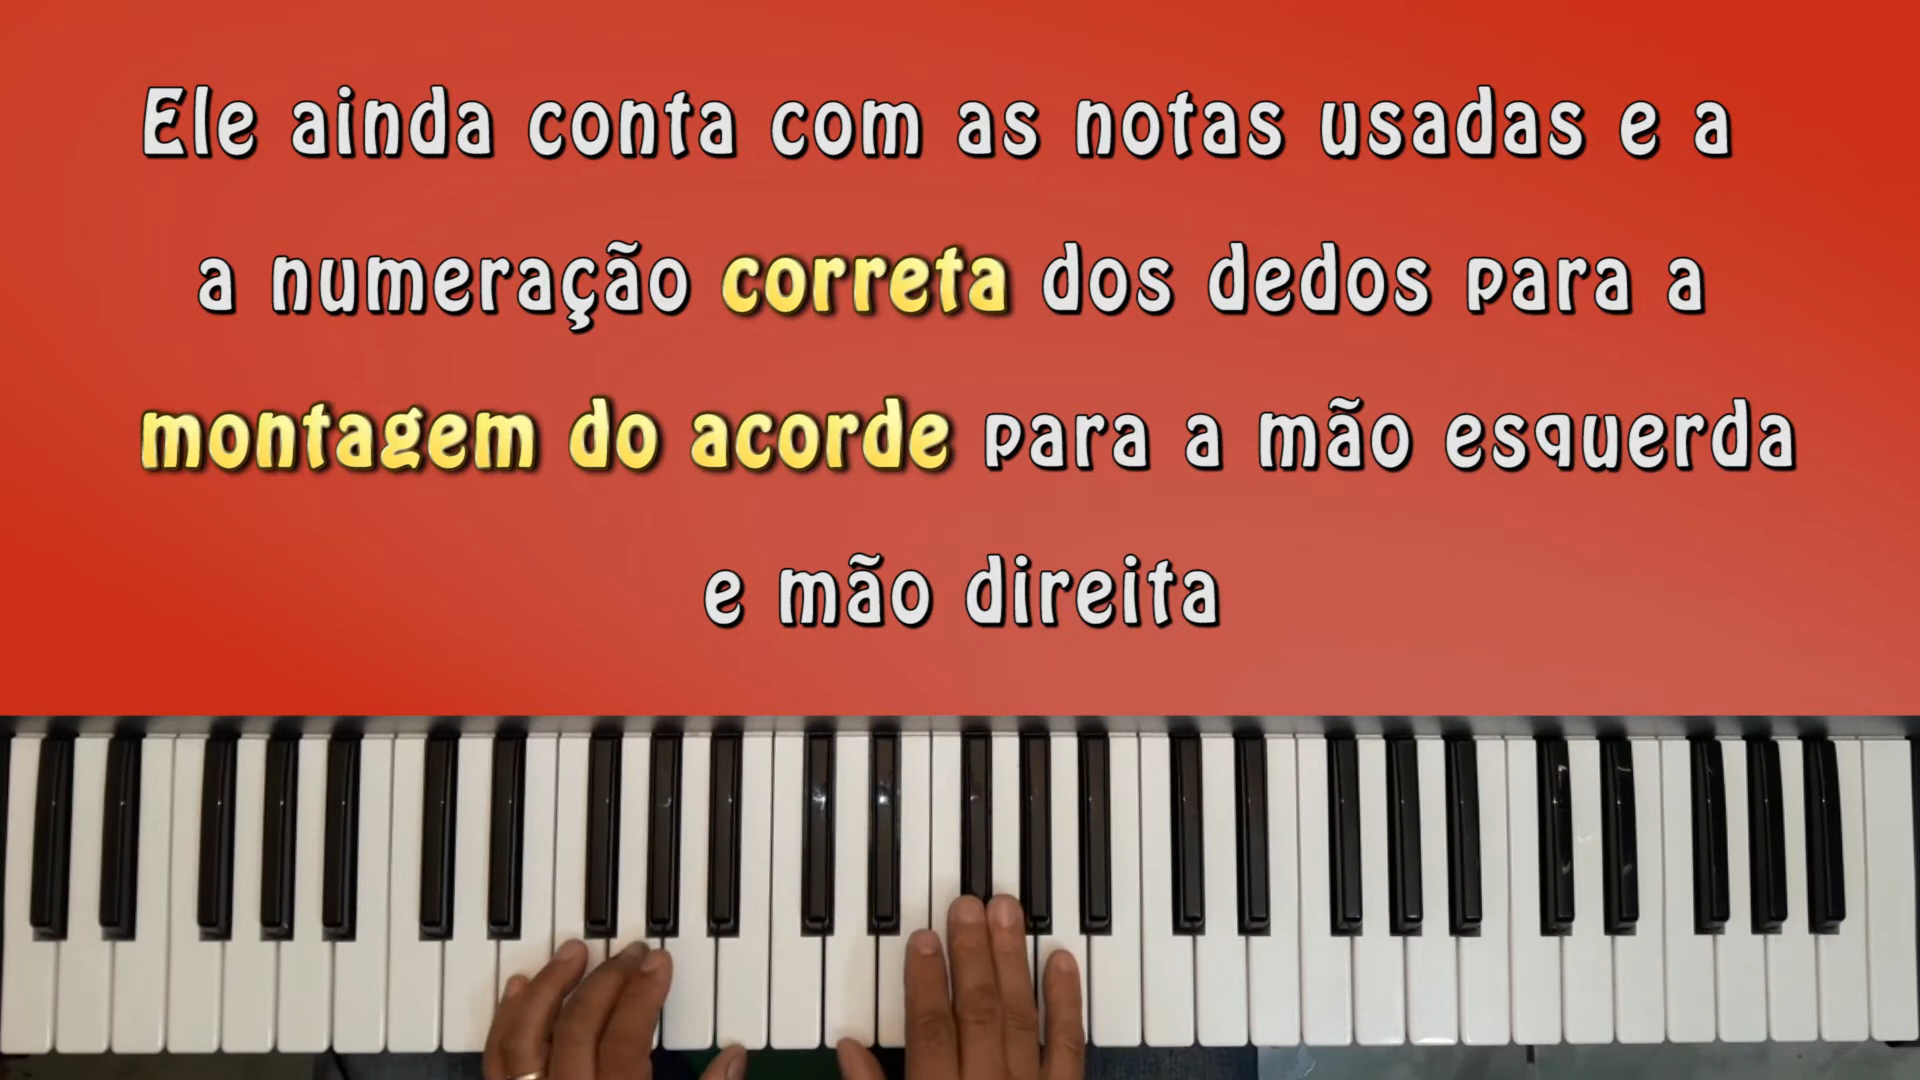 Ele ainda conta com as notas usadas e a
a numeração correta dos dedos para a
montagem do acorde para a mão esquerda
e mão direita